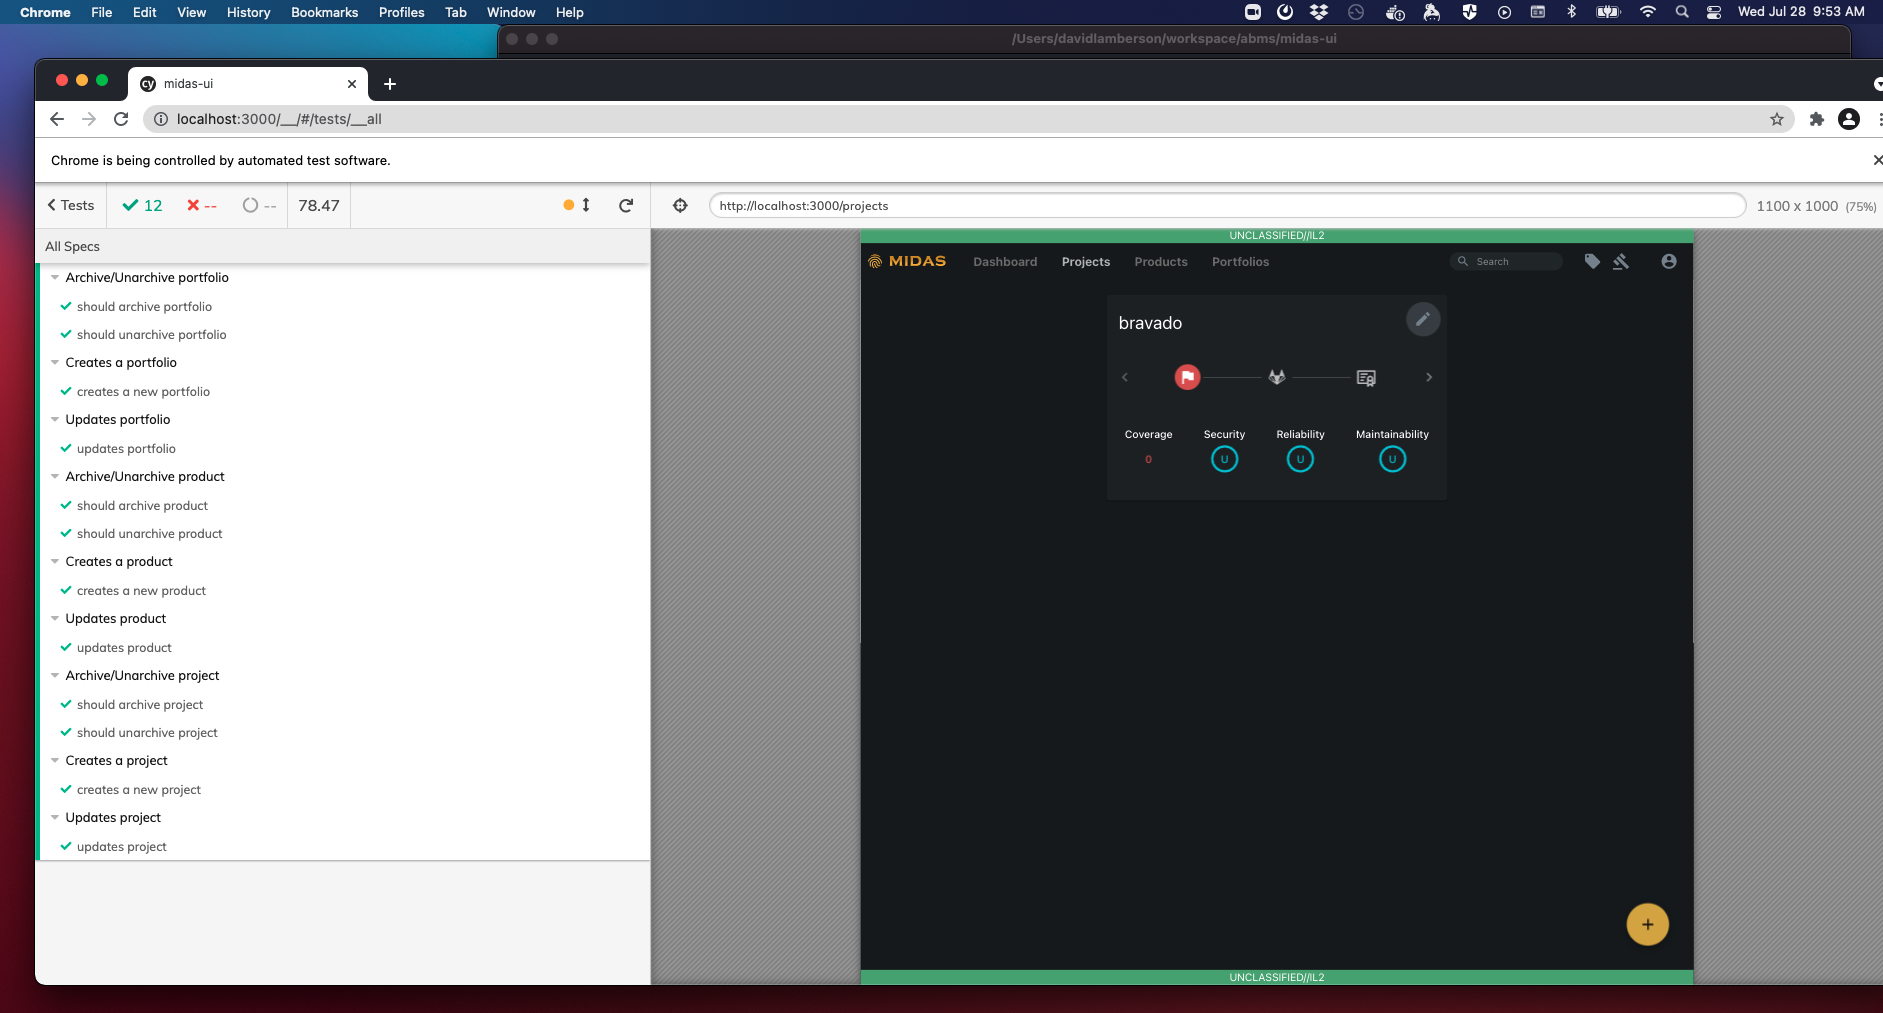 Chrome File Edit View History Bookmarks Profiles Tab Window Help Wed Jul 28 9:53 AM
/Users/davidlamberson/workspace/abms/midas-ui
cy midas-ui
localhost:3000/__/#/tests/__all
Chrome is being controlled by automated test software.
Tests 12 -- -- 78.47
http://localhost:3000/projects 1100 x 1000 (75%)
All Specs
Archive/Unarchive portfolio
should archive portfolio
should unarchive portfolio
Creates a portfolio
creates a new portfolio
Updates portfolio
updates portfolio
Archive/Unarchive product
should archive product
should unarchive product
Creates a product
creates a new product
Updates product
updates product
Archive/Unarchive project
should archive project
should unarchive project
Creates a project
creates a new project
Updates project
updates project
UNCLASSIFIED//IL2
MIDAS Dashboard Projects Products Portfolios Search
bravado
Coverage Security Reliability Maintainability
0 U U U
+
UNCLASSIFIED//IL2